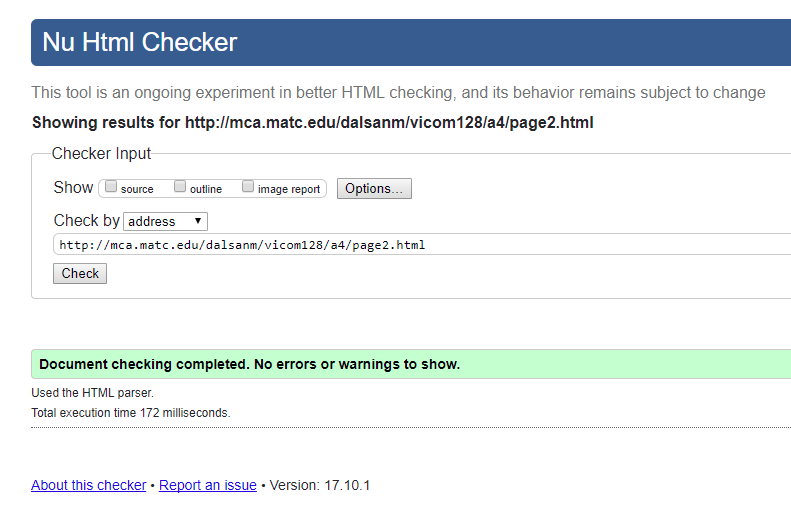 Nu Html Checker
This tool is an ongoing experiment in better HTML checking, and its behavior remains subject to change
Showing results for http://mca.matc.edu/dalsanm/vicom128/a4/page2.html
Checker Input
Show source outline image report Options...
Check by address
http://mca.matc.edu/dalsanm/vicom128/a4/page2.html
Check
Document checking completed. No errors or warnings to show.
Used the HTML parser.
Total execution time 172 milliseconds.
About this checker • Report an issue • Version: 17.10.1